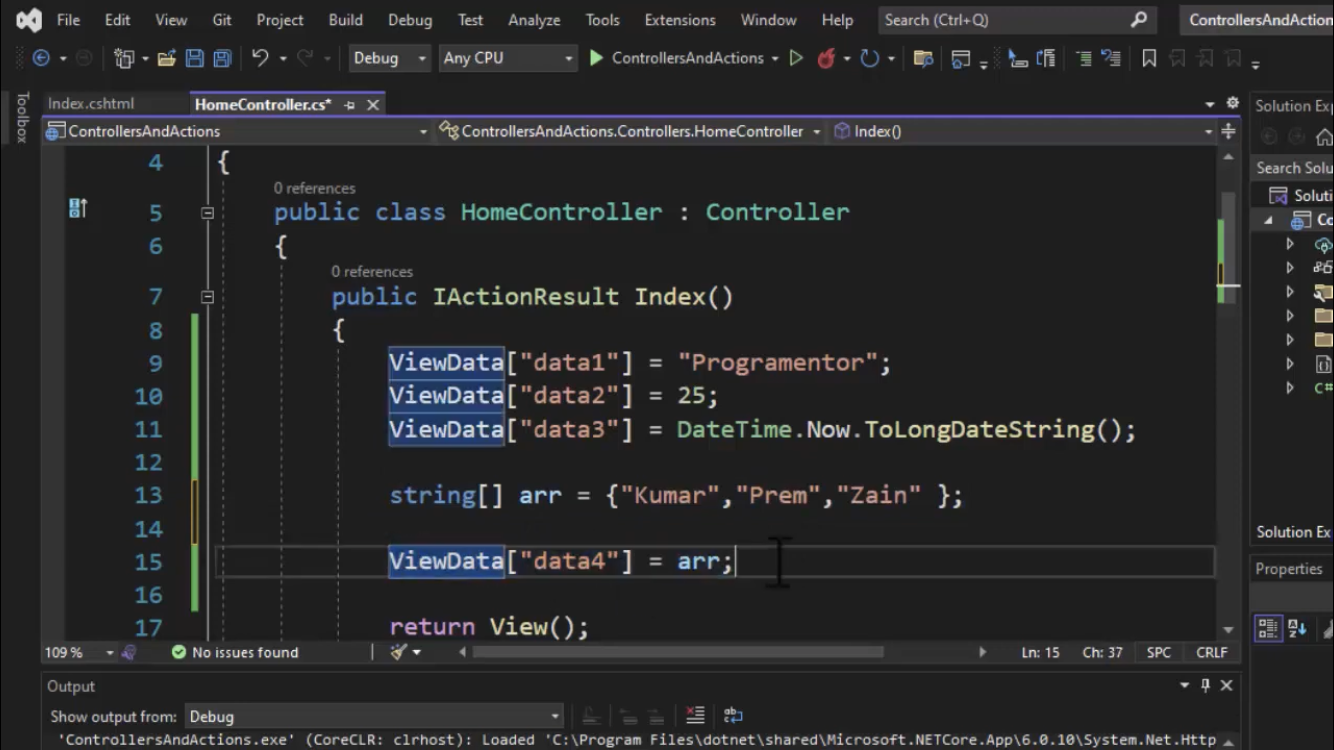 File Edit View Git Project Build Debug Test Analyze Tools Extensions Window Help Search (Ctrl+Q) ControllersAndActions
Debug Any CPU ControllersAndActions
Toolbox
Index.cshtml HomeController.cs*
ControllersAndActions ControllersAndActions.Controllers.HomeController Index()
4 {
0 references
5 public class HomeController : Controller
6 {
0 references
7 public IActionResult Index()
8 {
9 ViewData["data1"] = "Programentor";
10 ViewData["data2"] = 25;
11 ViewData["data3"] = DateTime.Now.ToLongDateString();
12
13 string[] arr = {"Kumar","Prem","Zain" };
14
15 ViewData["data4"] = arr;
16
17 return View();
109 % No issues found Ln: 15 Ch: 37 SPC CRLF
Output
Show output from: Debug
'ControllersAndActions.exe' (CoreCLR: clrhost): Loaded 'C:\Program Files\dotnet\shared\Microsoft.NETCore.App\6.0.10\System.Net.Http
Solution Exp
Search Solu
Soluti
Co
C#
Solution Ex
Properties